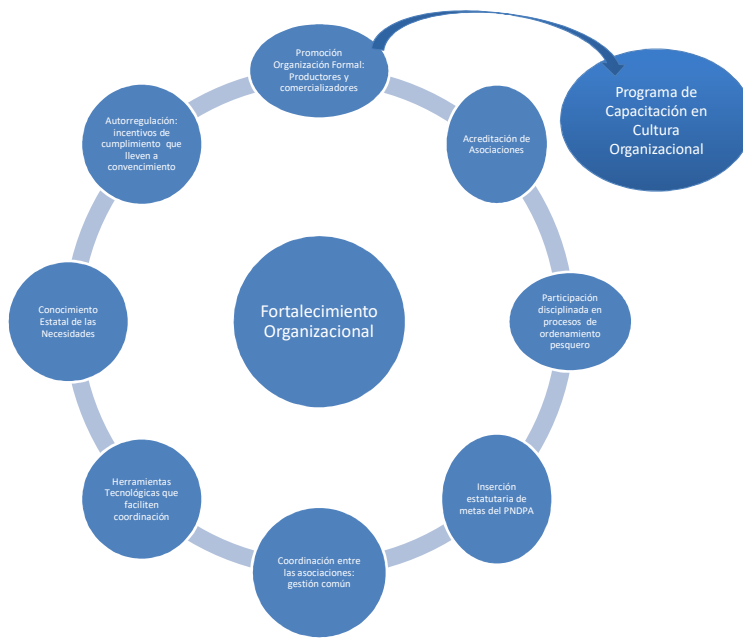 Promoción
Organización Formal:
Productores y
comercializadores
Programa de
Capacitación en
Cultura
Organizacional
Acreditación de
Asociaciones
Participación
disciplinada en
procesos de
ordenamiento
pesquero
Inserción
estatutaria de
metas del PNDPA
Coordinación entre
las asociaciones:
gestión común
Herramientas
Tecnológicas que
faciliten
coordinación
Conocimiento
Estatal de las
Necesidades
Autorregulación:
incentivos de
cumplimiento que
lleven a
convencimiento
Fortalecimiento
Organizacional